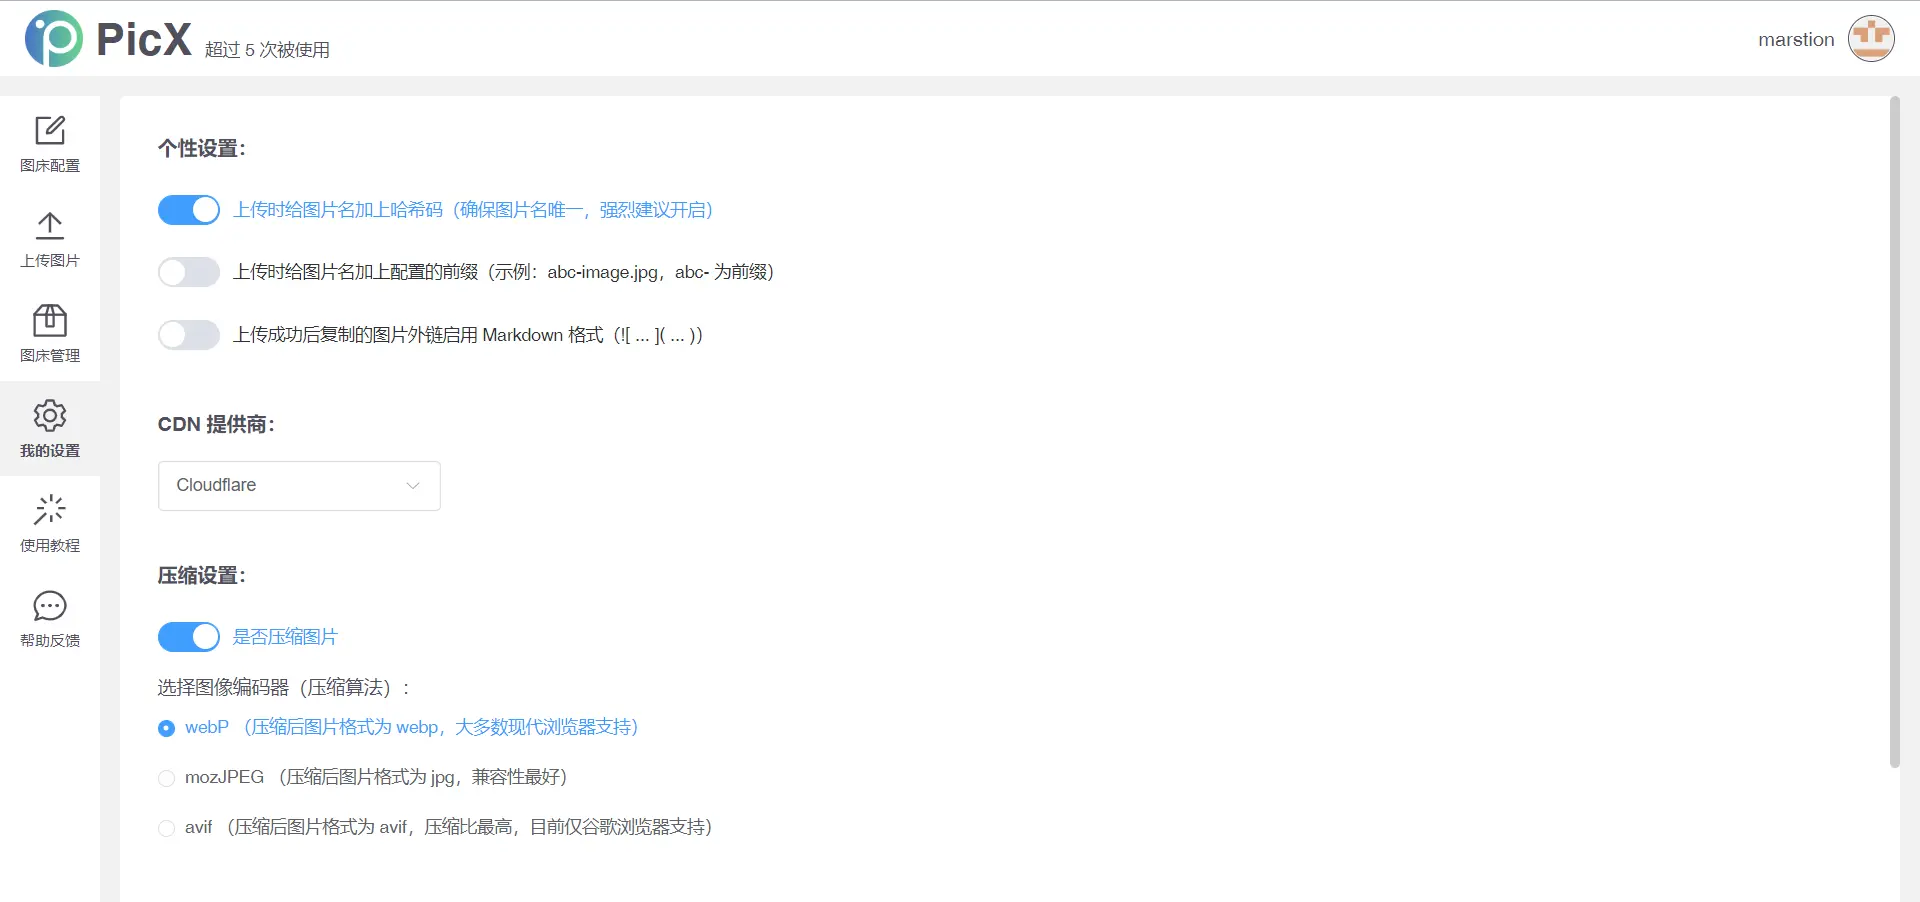 PicX 超过 5 次被使用
marstion
图床配置
上传图片
图床管理
我的设置
使用教程
帮助反馈
个性设置：
上传时给图片名加上哈希码（确保图片名唯一，强烈建议开启）
上传时给图片名加上配置的前缀（示例：abc-image.jpg，abc- 为前缀）
上传成功后复制的图片外链启用 Markdown 格式（![ ... ]( ... )）
CDN 提供商：
Cloudflare
压缩设置：
是否压缩图片
选择图像编码器（压缩算法）：
webP （压缩后图片格式为 webp，大多数现代浏览器支持）
mozJPEG （压缩后图片格式为 jpg，兼容性最好）
avif （压缩后图片格式为 avif，压缩比最高，目前仅谷歌浏览器支持）